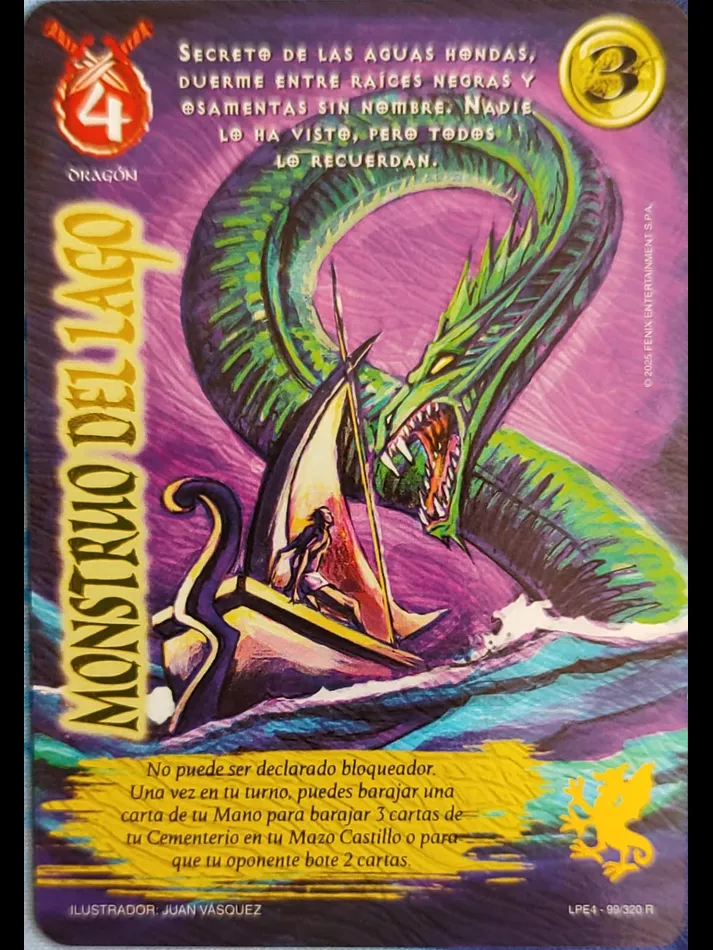 4
SECRETO DE LAS AGUAS HONDAS,
DUERME ENTRE RAÍCES NEGRAS Y
OSAMENTAS SIN NOMBRE. NADIE
LO HA VISTO, PERO TODOS
LO RECUERDAN.
3
DRAGÓN
MONSTRUO DEL LAGO
© 2025 FENIX ENTERTAINMENT S.P.A.
No puede ser declarado bloqueador.
Una vez en tu turno, puedes barajar una
carta de tu Mano para barajar 3 cartas de
tu Cementerio en tu Mazo Castillo o para
que tu oponente bote 2 cartas.
ILUSTRADOR: JUAN VÁSQUEZ
LPE4 - 99/320 R